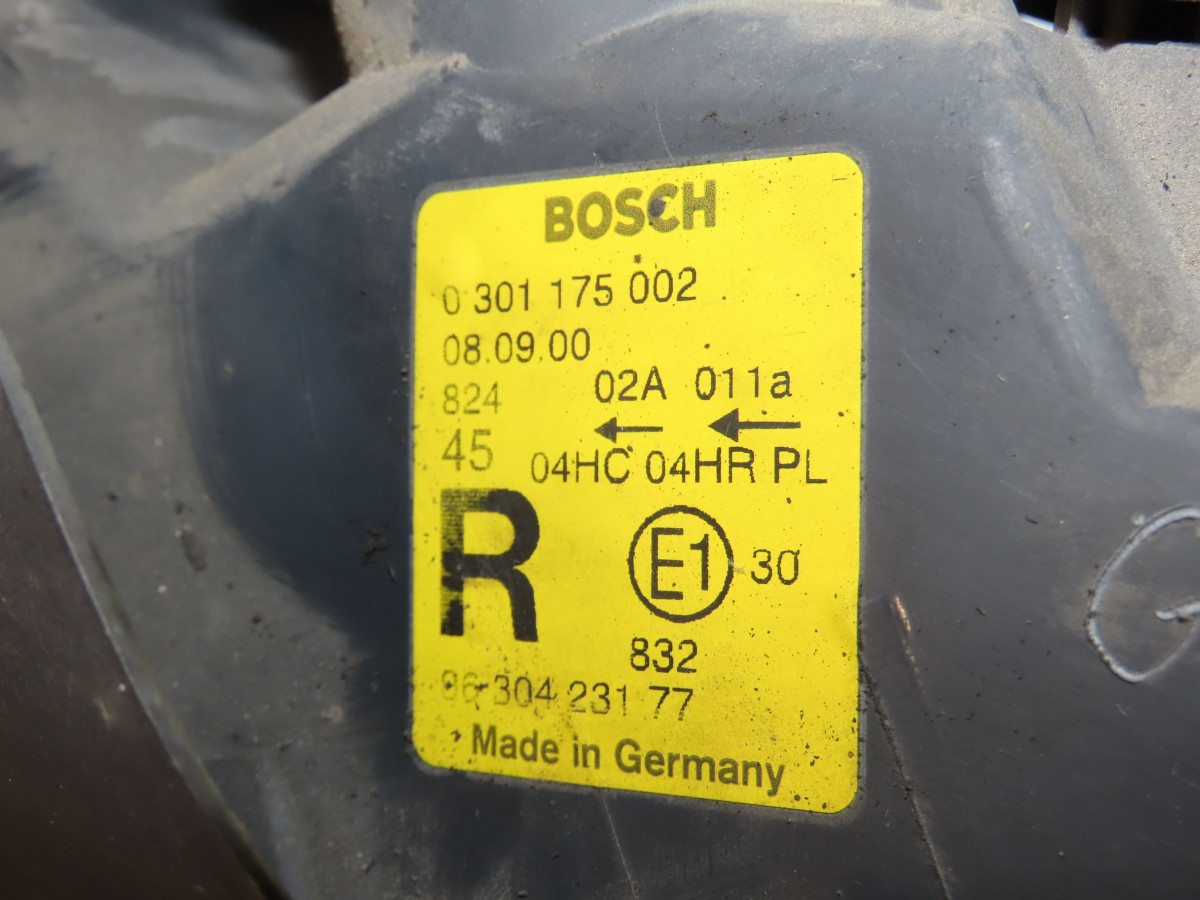 BOSCH
0 301 175 002
08.09.00
824 02A 011a
45 04HC 04HR PL
R
E1 30
832
96 304 231 77
Made in Germany